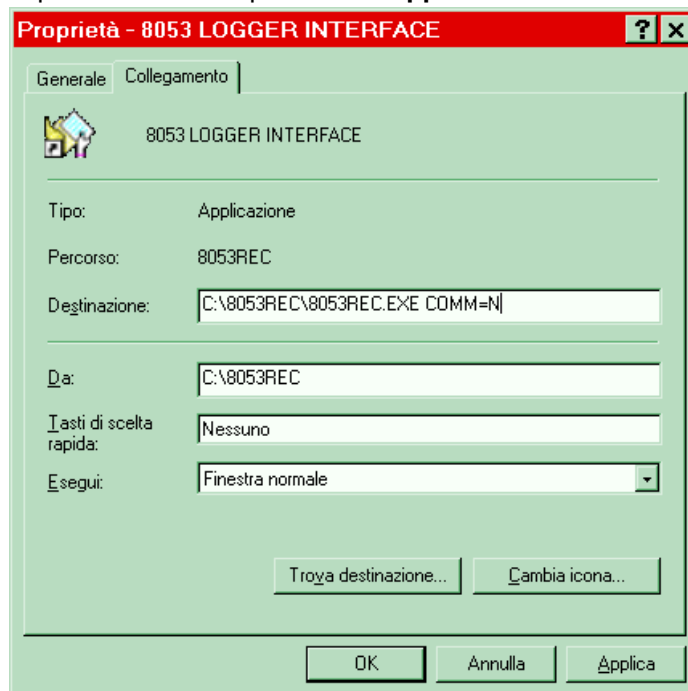 Proprietà - 8053 LOGGER INTERFACE
Generale Collegamento
8053 LOGGER INTERFACE
Tipo: Applicazione
Percorso: 8053REC
Destinazione: C:\8053REC\8053REC.EXE COMM=N
Da: C:\8053REC
Tasti di scelta
rapida: Nessuno
Esegui: Finestra normale
Trova destinazione... Cambia icona...
OK Annulla Applica